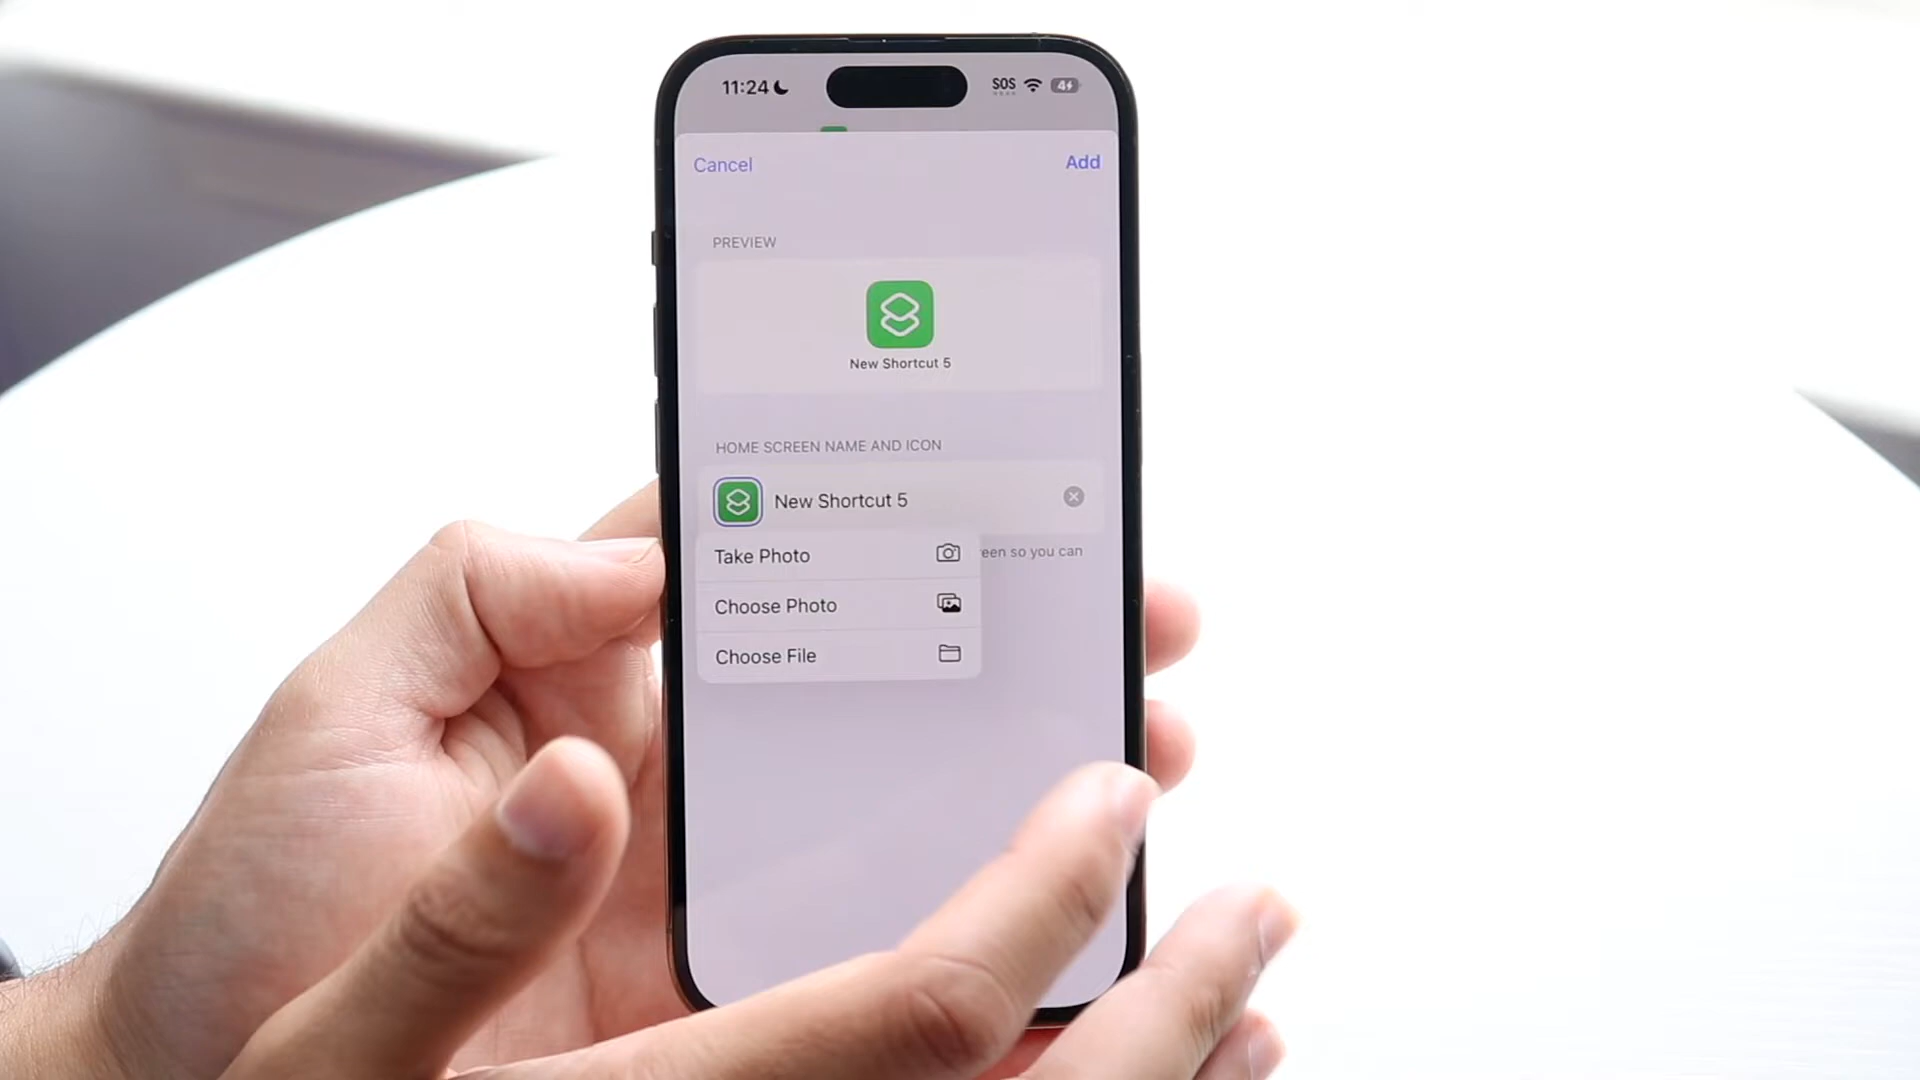 11:24 SOS 4
Cancel Add
PREVIEW
New Shortcut 5
HOME SCREEN NAME AND ICON
New Shortcut 5
Take Photo
een so you can
Choose Photo
Choose File